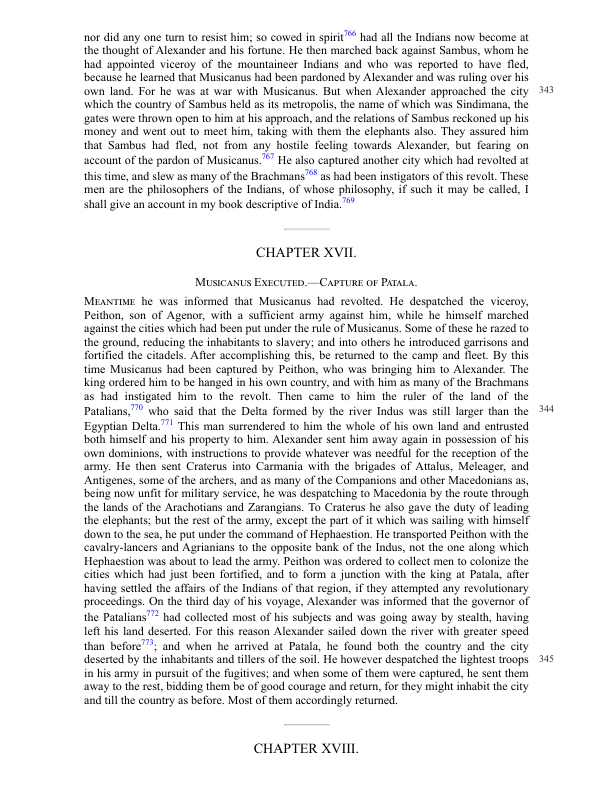 nor did any one turn to resist him; so cowed in spirit766 had all the Indians now become at
the thought of Alexander and his fortune. He then marched back against Sambus, whom he
had appointed viceroy of the mountaineer Indians and who was reported to have fled,
because he learned that Musicanus had been pardoned by Alexander and was ruling over his
own land. For he was at war with Musicanus. But when Alexander approached the city 343
which the country of Sambus held as its metropolis, the name of which was Sindimana, the
gates were thrown open to him at his approach, and the relations of Sambus reckoned up his
money and went out to meet him, taking with them the elephants also. They assured him
that Sambus had fled, not from any hostile feeling towards Alexander, but fearing on
account of the pardon of Musicanus.767 He also captured another city which had revolted at
this time, and slew as many of the Brachmans768 as had been instigators of this revolt. These
men are the philosophers of the Indians, of whose philosophy, if such it may be called, I
shall give an account in my book descriptive of India.769
CHAPTER XVII.
Musicanus Executed.—Capture of Patala.
Meantime he was informed that Musicanus had revolted. He despatched the viceroy,
Peithon, son of Agenor, with a sufficient army against him, while he himself marched
against the cities which had been put under the rule of Musicanus. Some of these he razed to
the ground, reducing the inhabitants to slavery; and into others he introduced garrisons and
fortified the citadels. After accomplishing this, be returned to the camp and fleet. By this
time Musicanus had been captured by Peithon, who was bringing him to Alexander. The
king ordered him to be hanged in his own country, and with him as many of the Brachmans
as had instigated him to the revolt. Then came to him the ruler of the land of the
Patalians,770 who said that the Delta formed by the river Indus was still larger than the 344
Egyptian Delta.771 This man surrendered to him the whole of his own land and entrusted
both himself and his property to him. Alexander sent him away again in possession of his
own dominions, with instructions to provide whatever was needful for the reception of the
army. He then sent Craterus into Carmania with the brigades of Attalus, Meleager, and
Antigenes, some of the archers, and as many of the Companions and other Macedonians as,
being now unfit for military service, he was despatching to Macedonia by the route through
the lands of the Arachotians and Zarangians. To Craterus he also gave the duty of leading
the elephants; but the rest of the army, except the part of it which was sailing with himself
down to the sea, he put under the command of Hephaestion. He transported Peithon with the
cavalry-lancers and Agrianians to the opposite bank of the Indus, not the one along which
Hephaestion was about to lead the army. Peithon was ordered to collect men to colonize the
cities which had just been fortified, and to form a junction with the king at Patala, after
having settled the affairs of the Indians of that region, if they attempted any revolutionary
proceedings. On the third day of his voyage, Alexander was informed that the governor of
the Patalians772 had collected most of his subjects and was going away by stealth, having
left his land deserted. For this reason Alexander sailed down the river with greater speed
than before773; and when he arrived at Patala, he found both the country and the city
deserted by the inhabitants and tillers of the soil. He however despatched the lightest troops 345
in his army in pursuit of the fugitives; and when some of them were captured, he sent them
away to the rest, bidding them be of good courage and return, for they might inhabit the city
and till the country as before. Most of them accordingly returned.
CHAPTER XVIII.